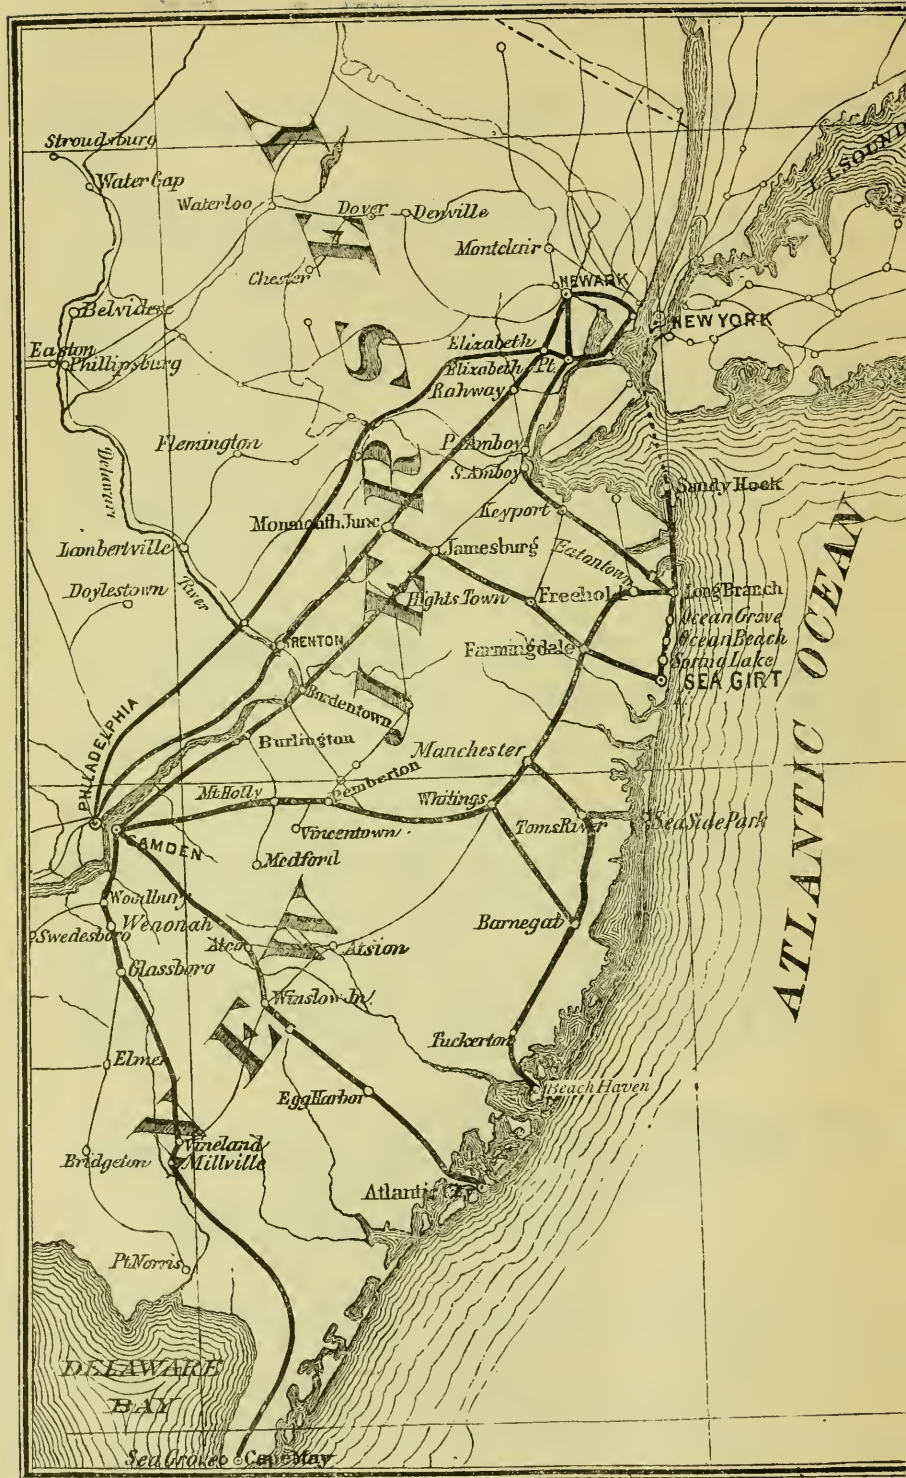 Stroudsburg
Water Gap
Waterloo
Dover
Denville
Chester
Montclair
NEWARK
NEW YORK
L.I. SOUND
Belvidere
Easton
Phillipsburg
Elizabeth
Elizabeth Pt.
Rahway
Flemington
P. Amboy
S. Amboy
Sandy Hook
Delaware
River
Keyport
Monmouth Junc.
Lambertville
Jamesburg
Eatontown
Doylestown
Hights Town
Freehold
Long Branch
Ocean Grove
Ocean Beach
Spring Lake
SEA GIRT
TRENTON
Farmingdale
Bordentown
PHILADELPHIA
Burlington
Manchester
Mt. Holly
Pemberton
Whitings
Toms River
Sea Side Park
CAMDEN
Vincentown
Medford
Woodbury
Wenonah
Swedesboro
Atco
Atsion
Barnegat
Glassboro
Winslow Jn.
Tuckerton
Elmer
Egg Harbor
Beach Haven
Vineland
Millville
Bridgeton
Atlantic City
Pt. Norris
DELAWARE
BAY
Sea Grove
Cape May
NEW JERSEY
ATLANTIC OCEAN